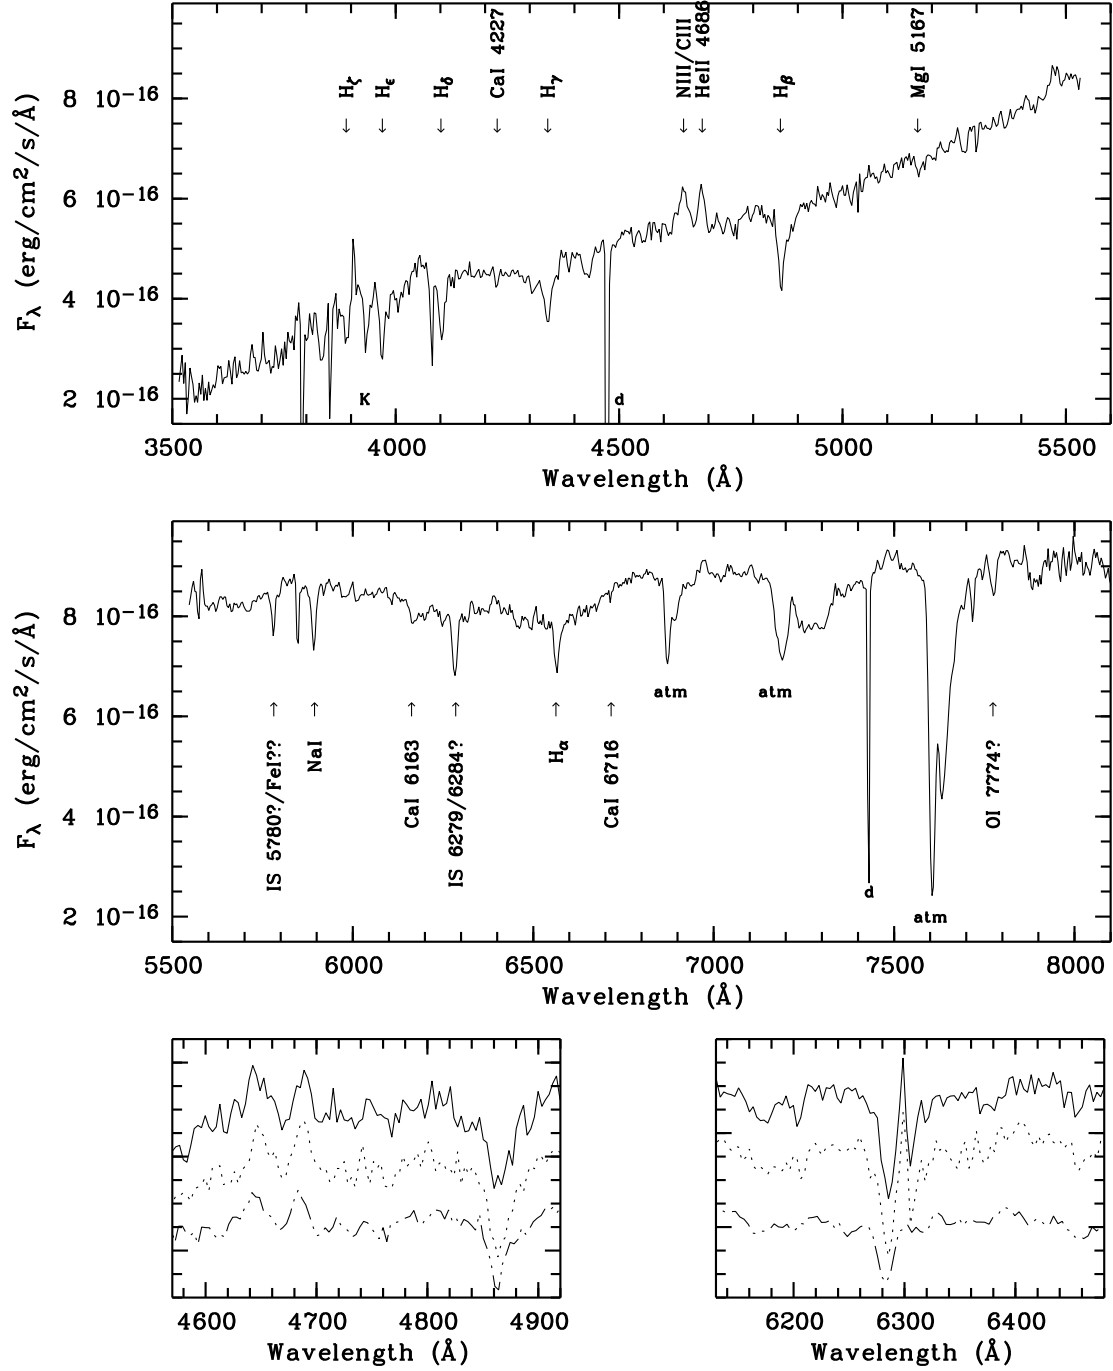 Hζ
Hε
Hδ
CaI 4227
Hγ
NIII/CIII
HeII 4686
Hβ
MgI 5167
Fλ (erg/cm2/s/Å)
8 10-16
6 10-16
4 10-16
2 10-16
K
d
3500 4000 4500 5000 5500
Wavelength (Å)
Fλ (erg/cm2/s/Å)
8 10-16
6 10-16
4 10-16
2 10-16
atm
atm
IS 5780?/FeI??
NaI
CaI 6163
IS 6279/6284?
Hα
CaI 6716
OI 7774?
d
atm
5500 6000 6500 7000 7500 8000
Wavelength (Å)
4600 4700 4800 4900
Wavelength (Å)
6200 6300 6400
Wavelength (Å)